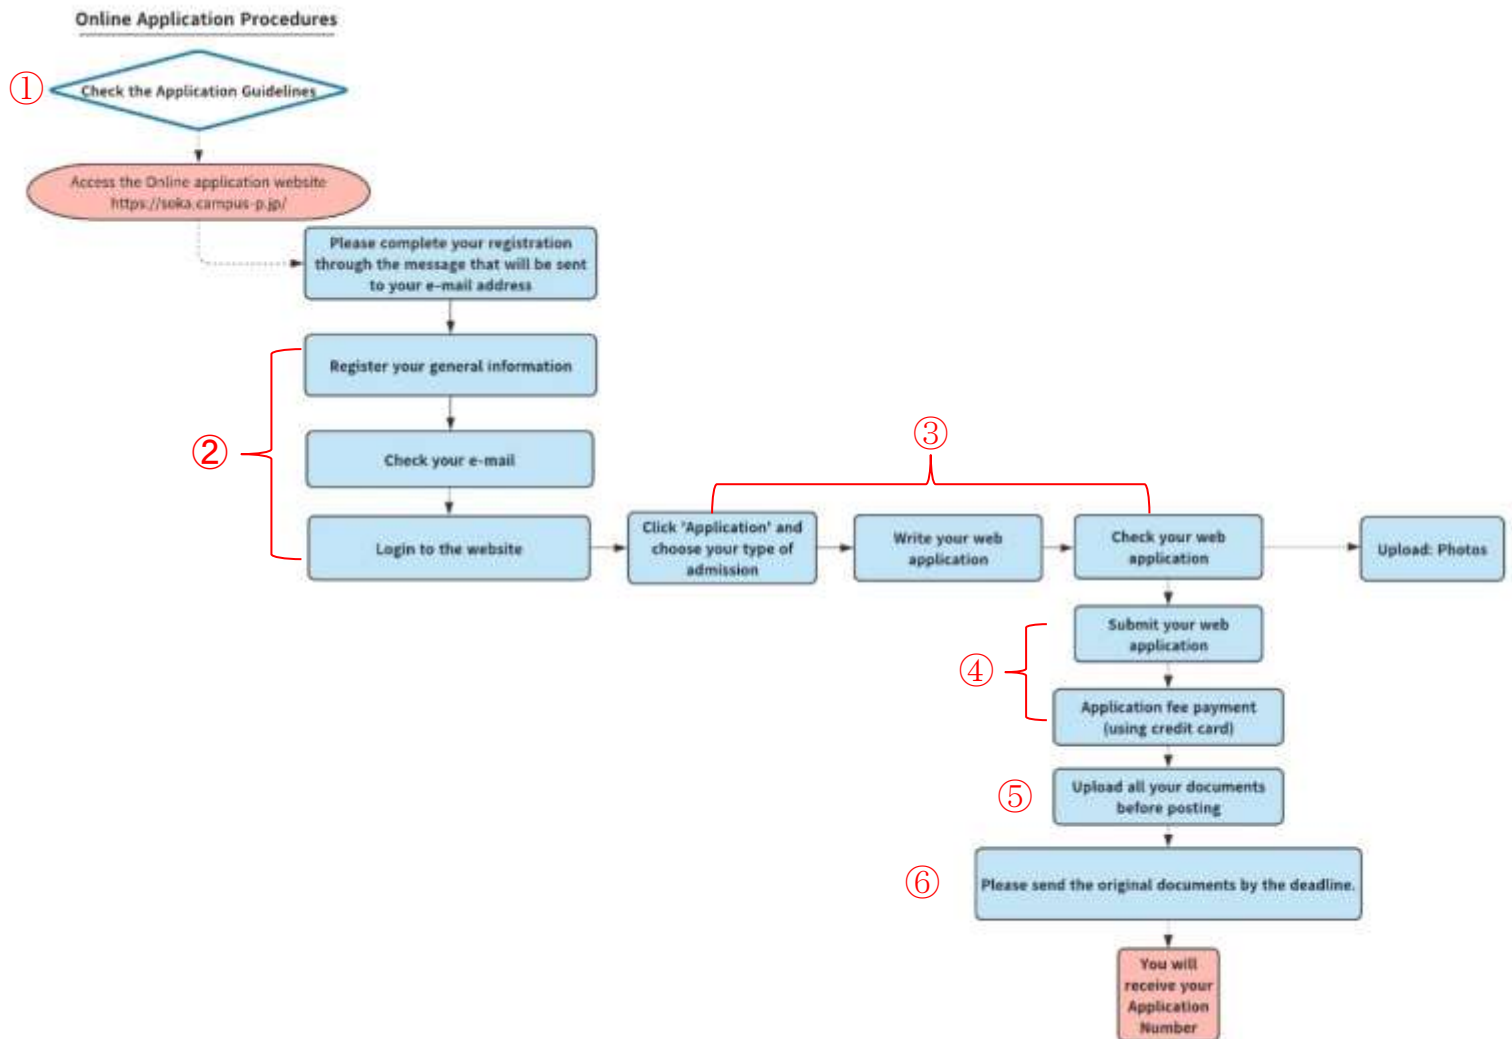 Online Application Procedures
①
Check the Application Guidelines
Access the Online application website
https://soka.campus-p.jp/
Please complete your registration
through the message that will be sent
to your e-mail address
Register your general information
②
Check your e-mail
Login to the website
③
Click 'Application' and
choose your type of
admission
Write your web
application
Check your web
application
Upload: Photos
④
Submit your web
application
Application fee payment
(using credit card)
⑤
Upload all your documents
before posting
⑥
Please send the original documents by the deadline.
You will
receive your
Application
Number